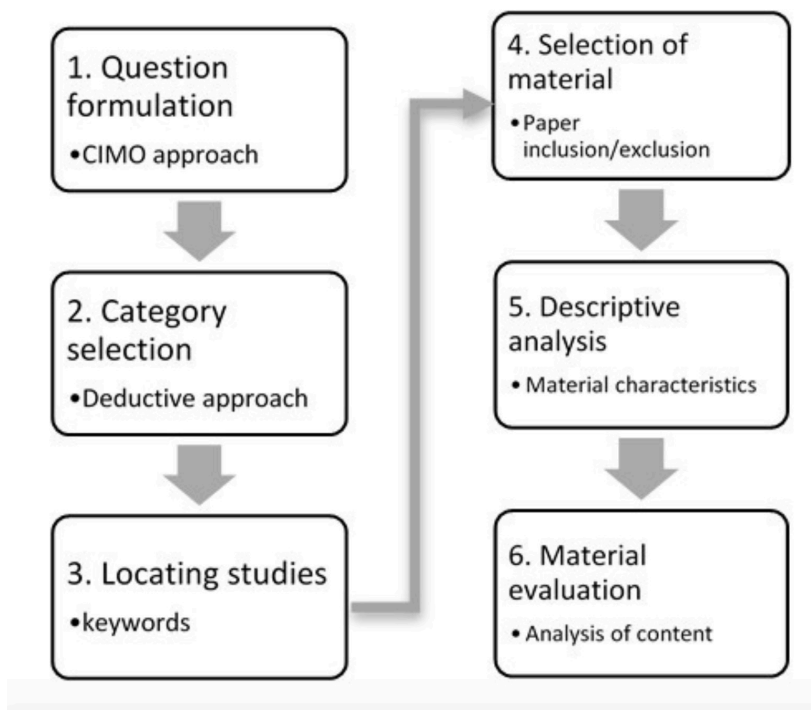 1. Question
formulation
•CIMO approach
2. Category
selection
•Deductive approach
3. Locating studies
•keywords
4. Selection of
material
•Paper
inclusion/exclusion
5. Descriptive
analysis
• Material characteristics
6. Material
evaluation
• Analysis of content